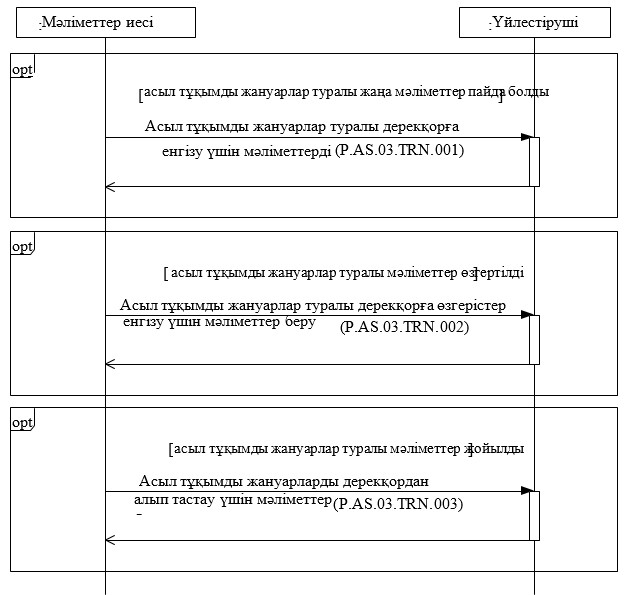 :Мәліметтер иесі
:Үйлестіруші
opt
[асыл тұқымды жануарлар туралы жаңа мәліметтер пайда болды]
Асыл тұқымды жануарлар туралы дерекқорға
енгізу үшін мәліметтерді (P.AS.03.TRN.001)
opt
[ асыл тұқымды жануарлар туралы мәліметтер өзгертілді]
Асыл тұқымды жануарлар туралы дерекқорға өзгерістер
енгізу үшін мәліметтер беру (P.AS.03.TRN.002)
opt
[асыл тұқымды жануарлар туралы мәліметтер жойылды]
Асыл тұқымды жануарларды дерекқордан
алып тастау үшін мәліметтер (P.AS.03.TRN.003)